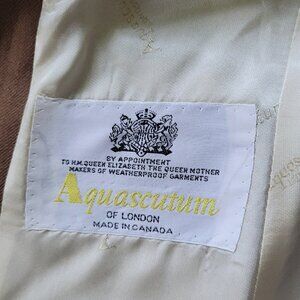 BY APPOINTMENT
TO H.M. QUEEN ELIZABETH THE QUEEN MOTHER
MAKERS OF WEATHERPROOF GARMENTS
Aquascutum
OF LONDON
MADE IN CANADA